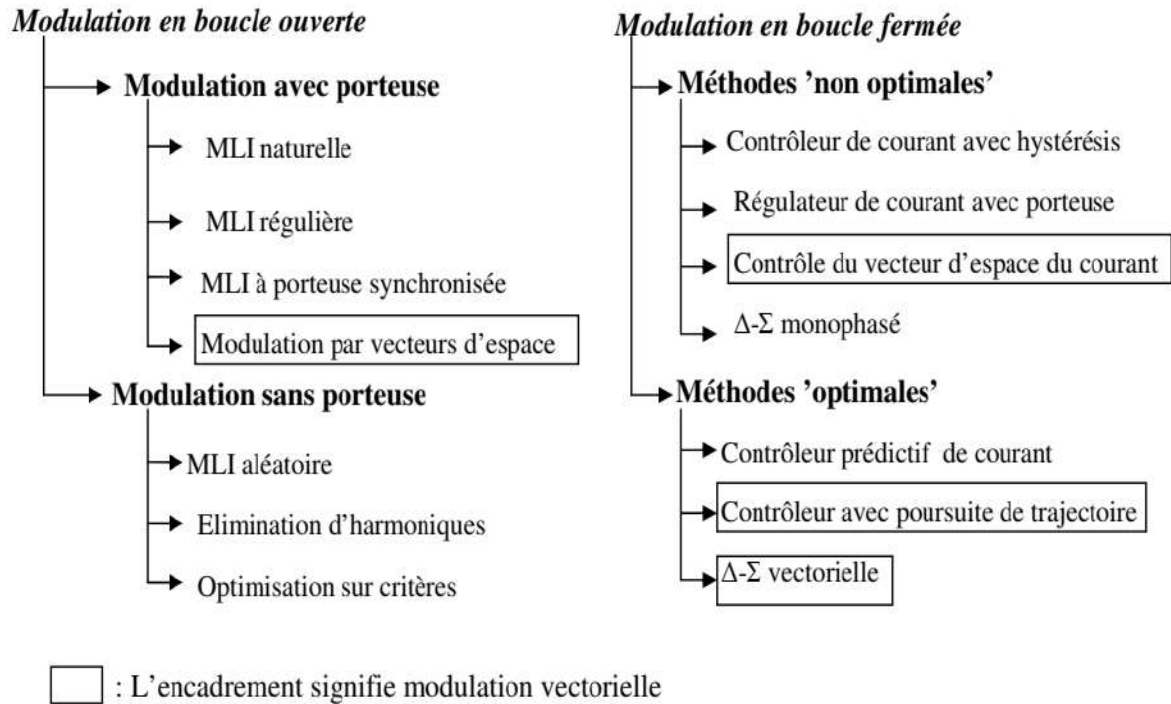 Modulation en boucle ouverte
Modulation avec porteuse
MLI naturelle
MLI régulière
MLI à porteuse synchronisée
Modulation par vecteurs d'espace
Modulation sans porteuse
MLI aléatoire
Elimination d'harmoniques
Optimisation sur critères
Modulation en boucle fermée
Méthodes 'non optimales'
Contrôleur de courant avec hystérésis
Régulateur de courant avec porteuse
Contrôle du vecteur d'espace du courant
Δ-Σ monophasé
Méthodes 'optimales'
Contrôleur prédictif de courant
Contrôleur avec poursuite de trajectoire
Δ-Σ vectorielle
: L'encadrement signifie modulation vectorielle